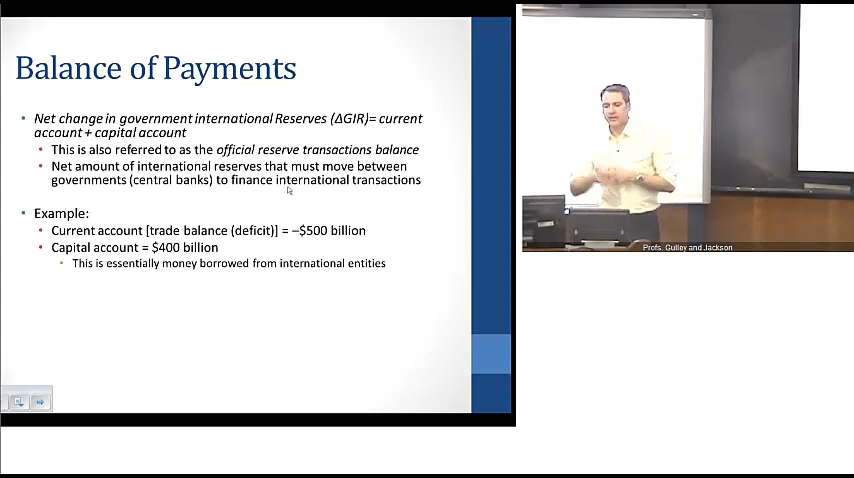 Balance of Payments
• Net change in government international Reserves (ΔGIR)= current
account + capital account
• This is also referred to as the official reserve transactions balance
• Net amount of international reserves that must move between
governments (central banks) to finance international transactions
• Example:
• Current account [trade balance (deficit)] = –$500 billion
• Capital account = $400 billion
• This is essentially money borrowed from international entities
Profs. Gulley and Jackson